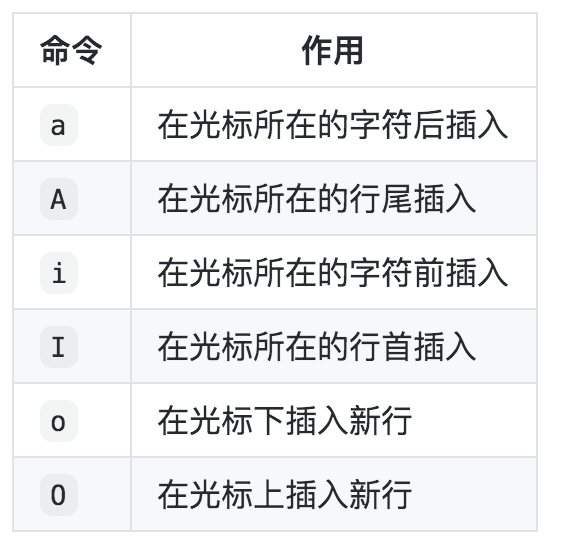 命令 作用
a 在光标所在的字符后插入
A 在光标所在的行尾插入
i 在光标所在的字符前插入
I 在光标所在的行首插入
o 在光标下插入新行
O 在光标上插入新行